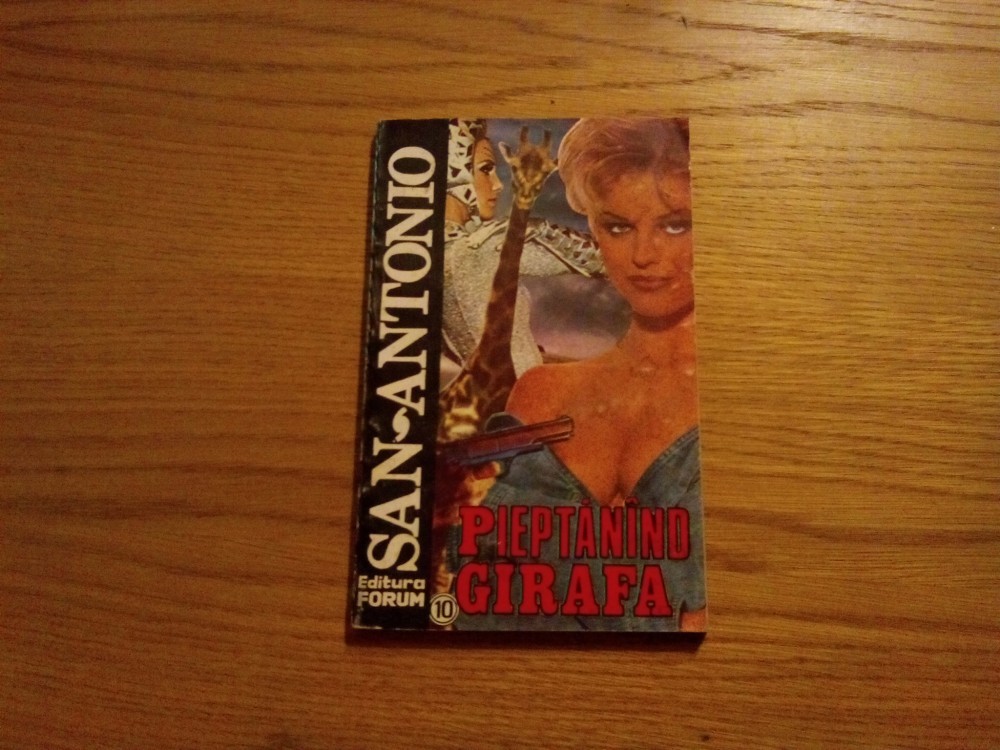 SAN~ANTONIO
Editura
FORUM
10
PIEPTĂNÎND
GIRAFA